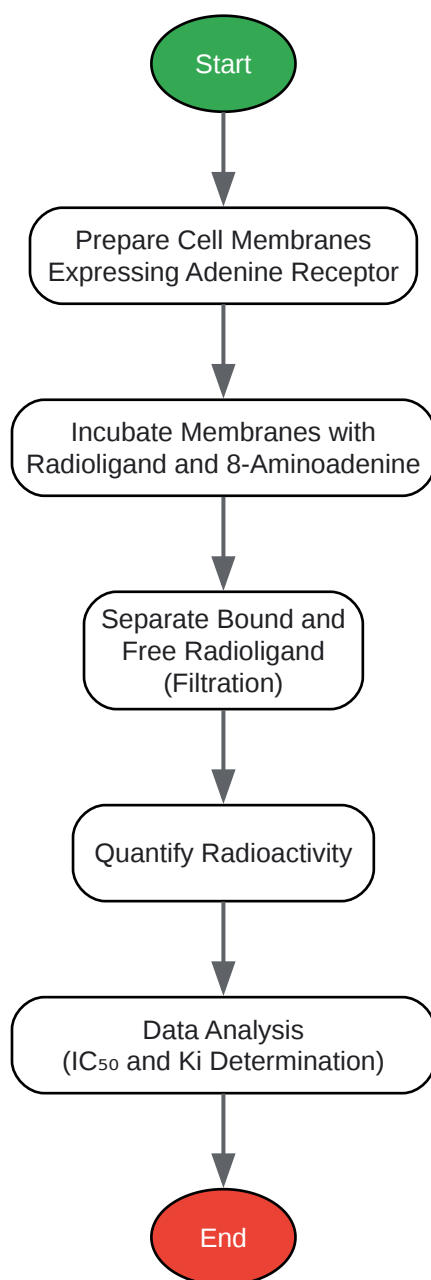 Start
Prepare Cell Membranes
Expressing Adenine Receptor
Incubate Membranes with
Radioligand and 8-Aminoadenine
Separate Bound and
Free Radioligand
(Filtration)
Quantify Radioactivity
Data Analysis
(IC₅₀ and Ki Determination)
End